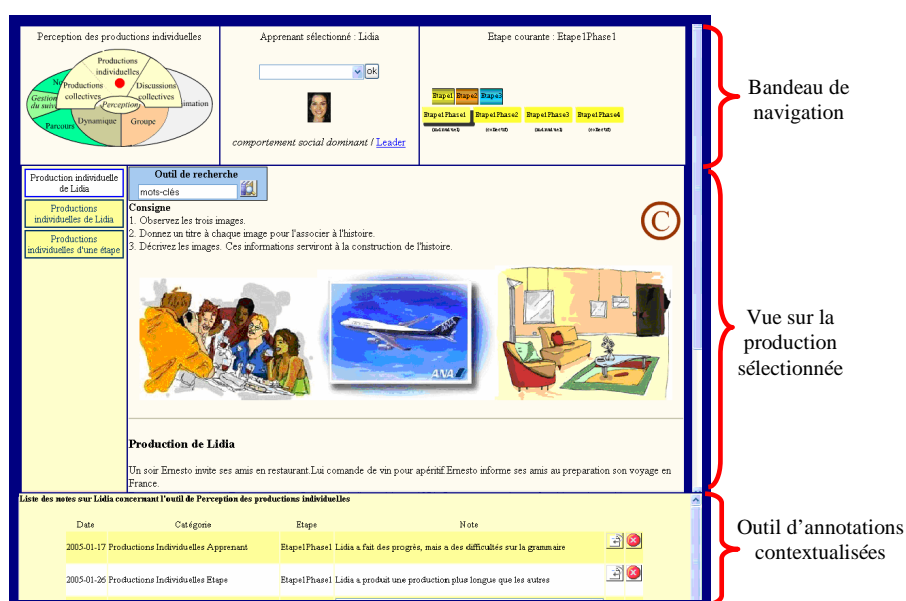 Perception des productions individuelles
Productions
individuelles
Productions
collectives
Discussions
collectives
Perception
Gestion
du suivi
imation
Parcours
Dynamique
Groupe
Apprenant sélectionné : Lidia
ok
comportement social dominant / Leader
Etape courante : Etape1Phase1
Etape1 Etape2 Etape3
Etape1Phase1 Etape1Phase2 Etape1Phase3 Etape1Phase4
(individuel) (collectif) (individuel) (collectif)
Bandeau de
navigation
Production individuelle
de Lidia
Productions
individuelles de Lidia
Productions
individuelles d'une étape
Outil de recherche
mots-clés
Consigne
1. Observez les trois images.
2. Donnez un titre à chaque image pour l'associer à l'histoire.
3. Décrivez les images. Ces informations serviront à la construction de l'histoire.
C
ANA
Vue sur la
production
sélectionnée
Production de Lidia
Un soir Ernesto invite ses amis en restaurant.Lui comande de vin pour apéritif.Ernesto informe ses amis au preparation son voyage en
France.
Liste des notes sur Lidia concernant l'outil de Perception des productions individuelles
Date Catégorie Etape Note
2005-01-17 Productions Individuelles Apprenant Etape1Phase1 Lidia a fait des progrès, mais a des difficultés sur la grammaire
2005-01-26 Productions Individuelles Etape Etape1Phase1 Lidia a produit une production plus longue que les autres
Outil d'annotations
contextualisées